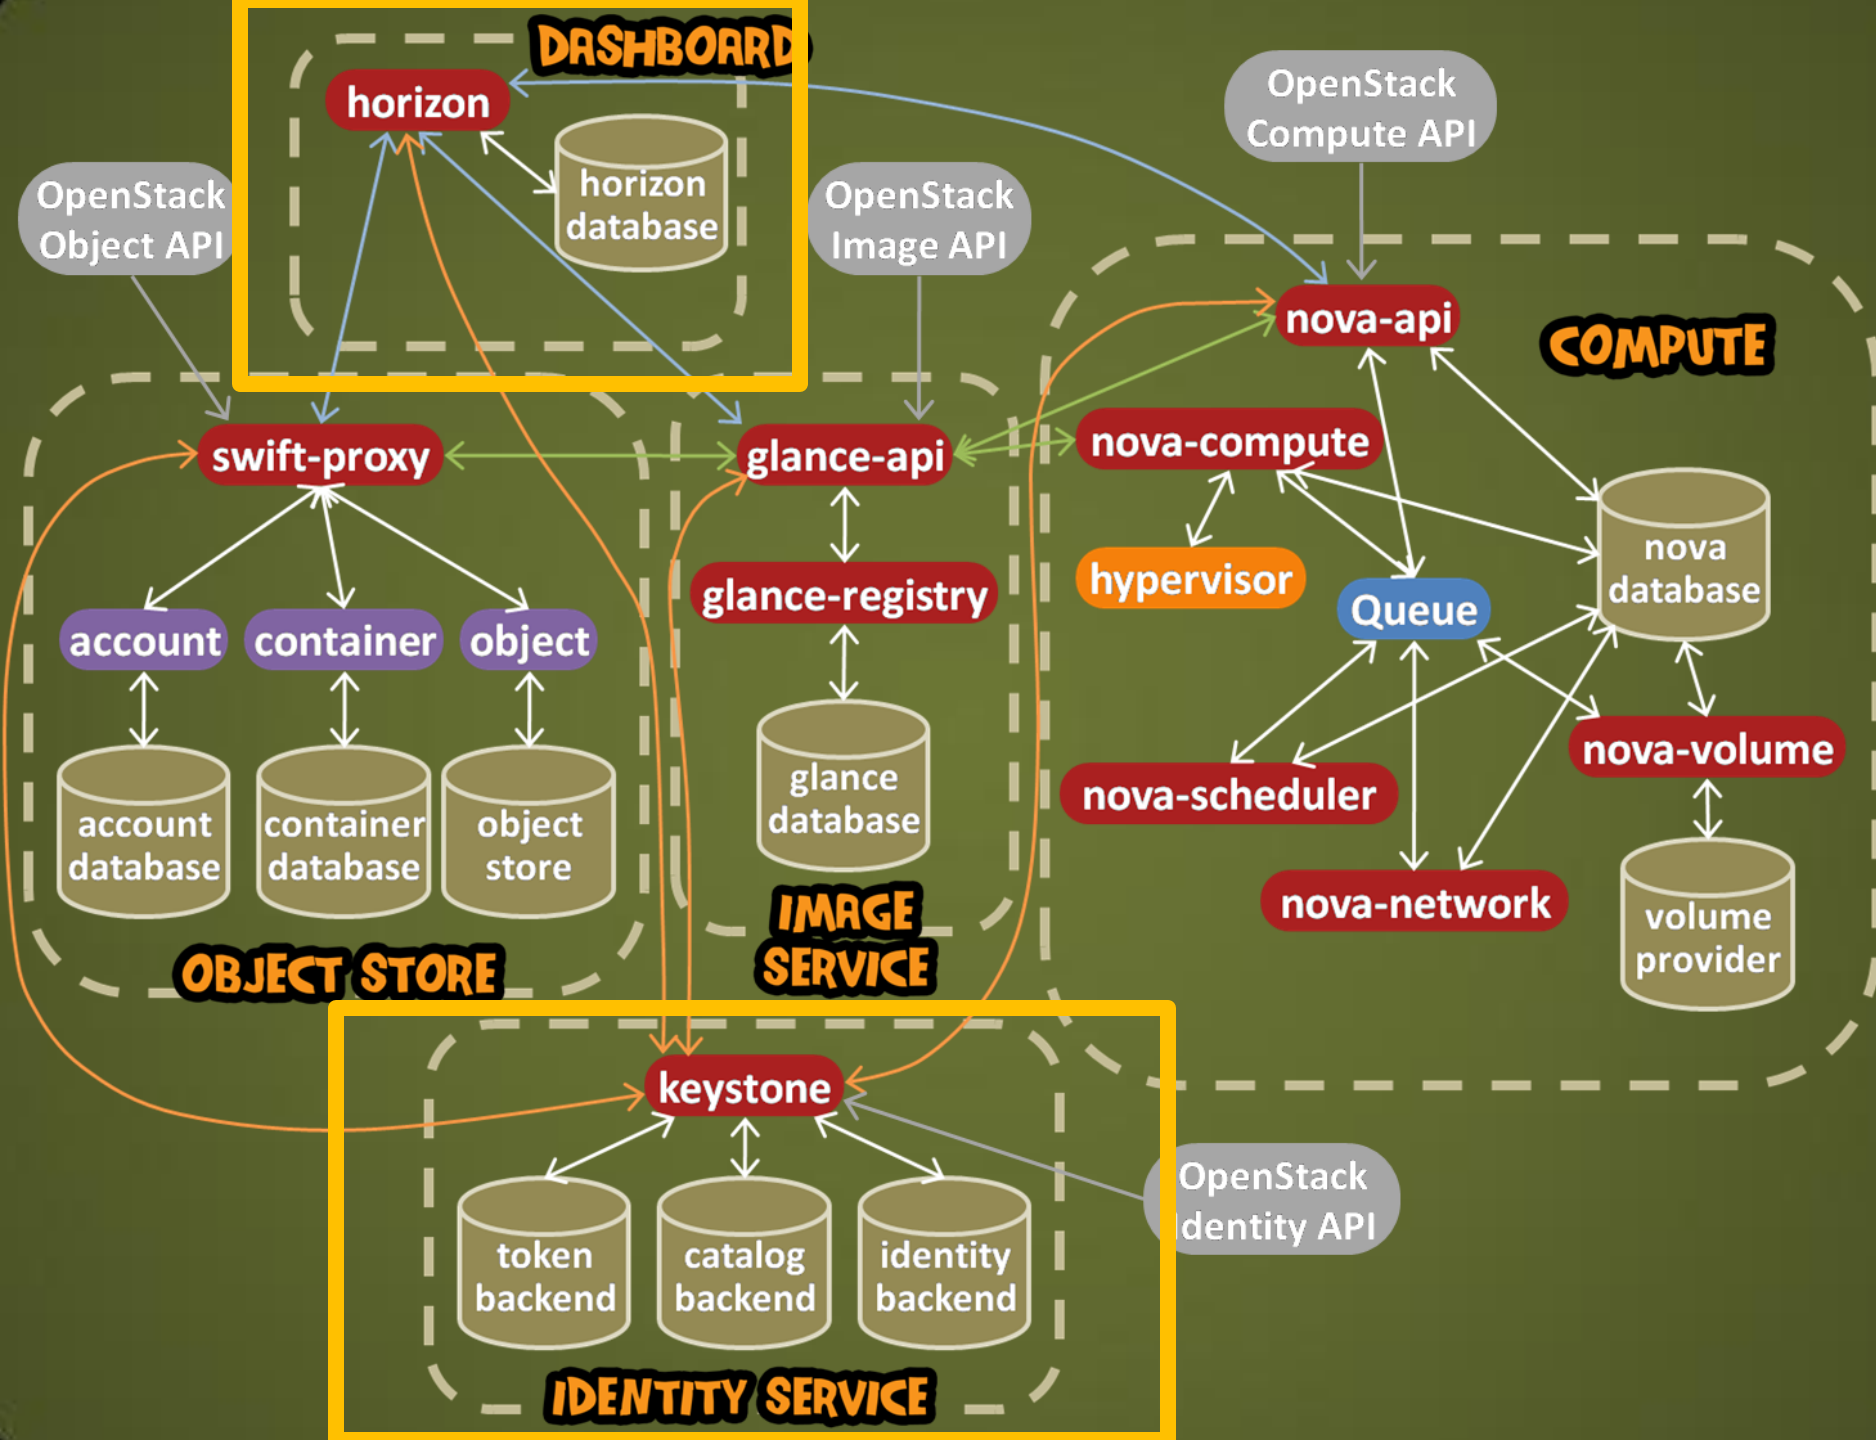 DASHBOARD
horizon
horizon
database
OpenStack
Object API
OpenStack
Image API
OpenStack
Compute API
nova-api
COMPUTE
swift-proxy
glance-api
nova-compute
hypervisor
Queue
nova
database
account
container
object
glance-registry
account
database
container
database
object
store
glance
database
nova-scheduler
nova-volume
nova-network
volume
provider
OBJECT STORE
IMAGE
SERVICE
keystone
OpenStack
Identity API
token
backend
catalog
backend
identity
backend
IDENTITY SERVICE